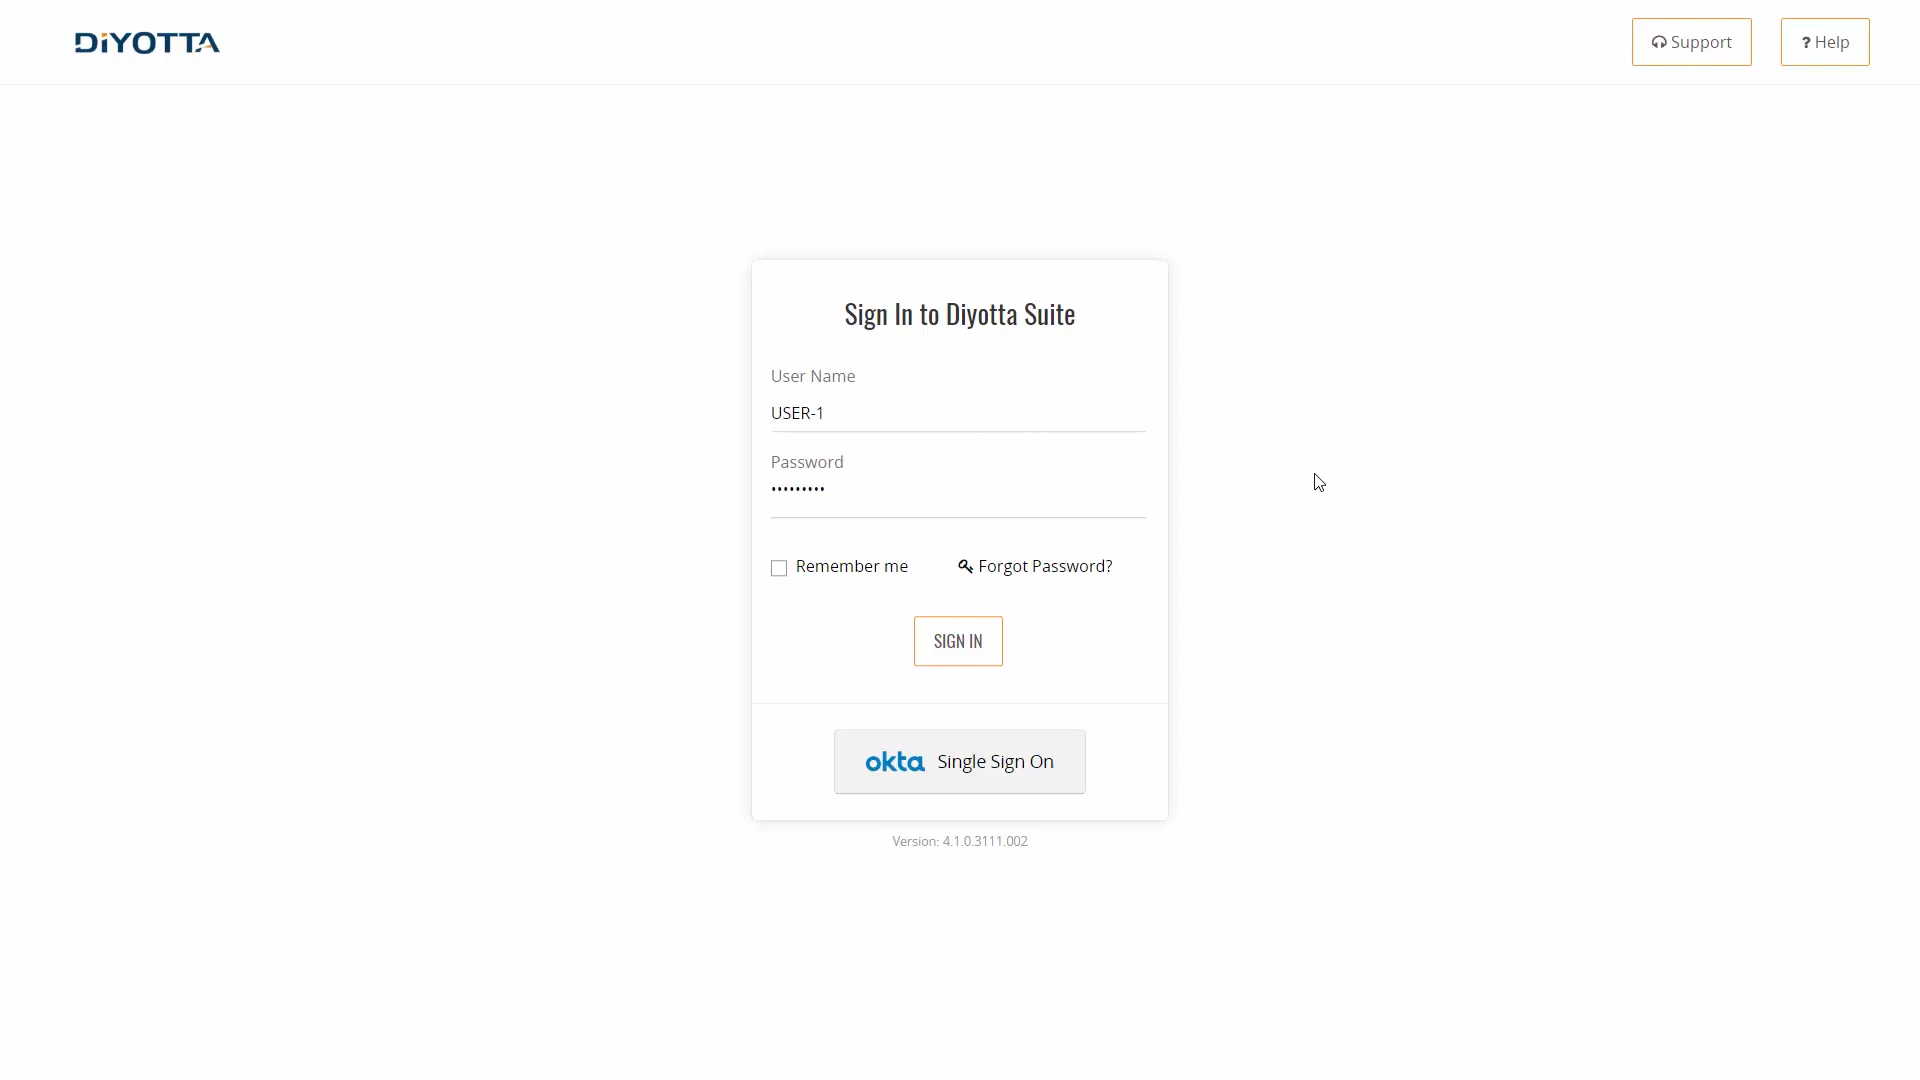 DiYOTTA
Support
? Help
Sign In to Diyotta Suite
User Name
USER-1
Password
•••••••••
Remember me
Forgot Password?
SIGN IN
okta Single Sign On
Version: 4.1.0.3111.002